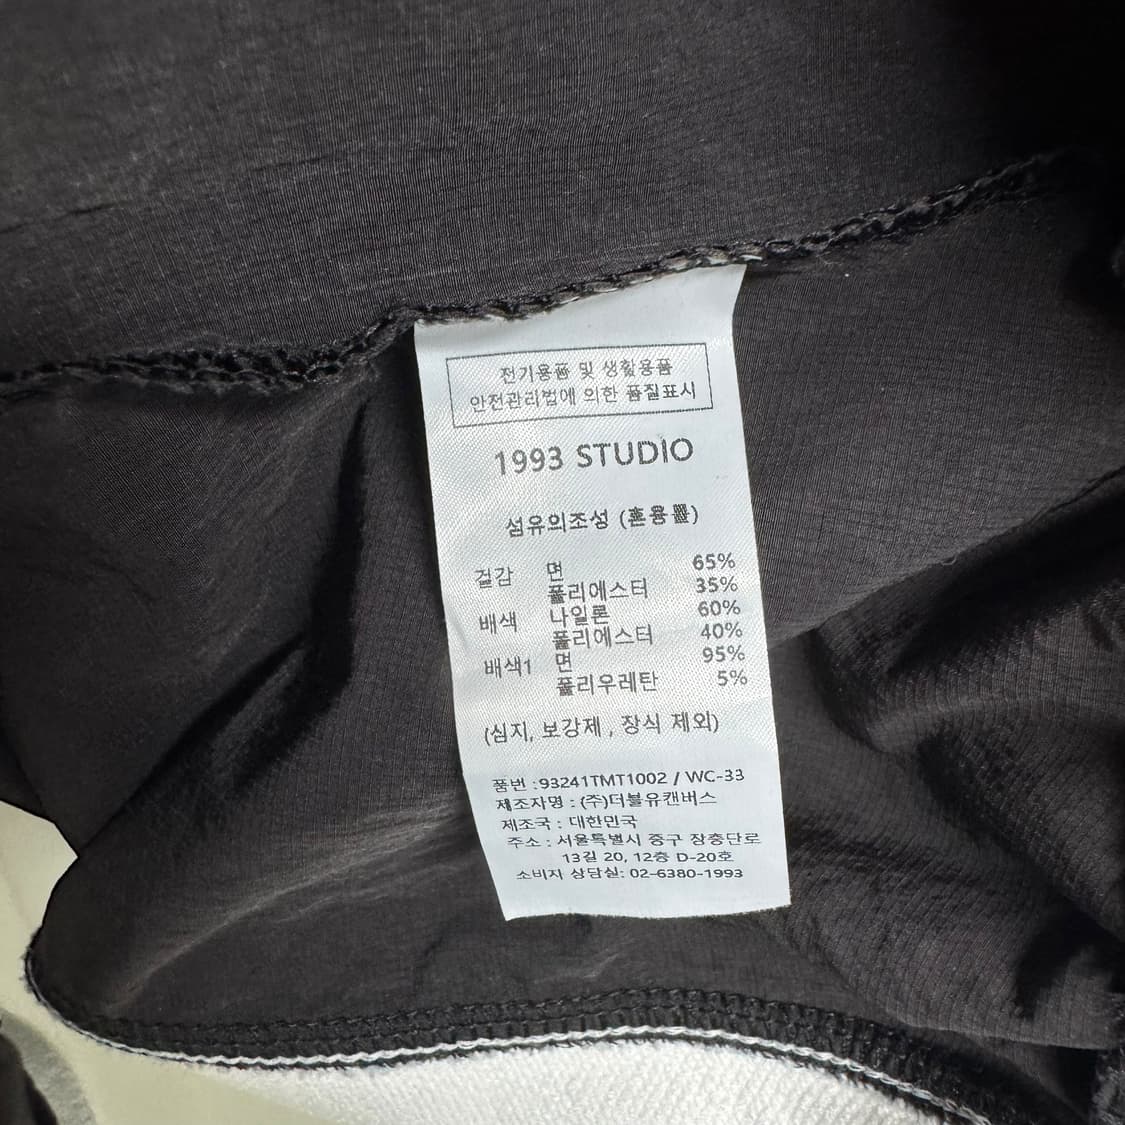 전기용품 및 생활용품
안전관리법에 의한 품질표시
1993 STUDIO
섬유의조성 (혼용률)
겉감 면 65%
폴리에스터 35%
배색 나일론 60%
폴리에스터 40%
배색1 면 95%
폴리우레탄 5%
(심지, 보강제, 장식 제외)
품번 : 93241TMT1002 / WC-33
제조자명 : (주)더블유캔버스
제조국 : 대한민국
주소 : 서울특별시 중구 장충단로
13길 20, 12층 D-20호
소비자 상담실: 02-6380-1993